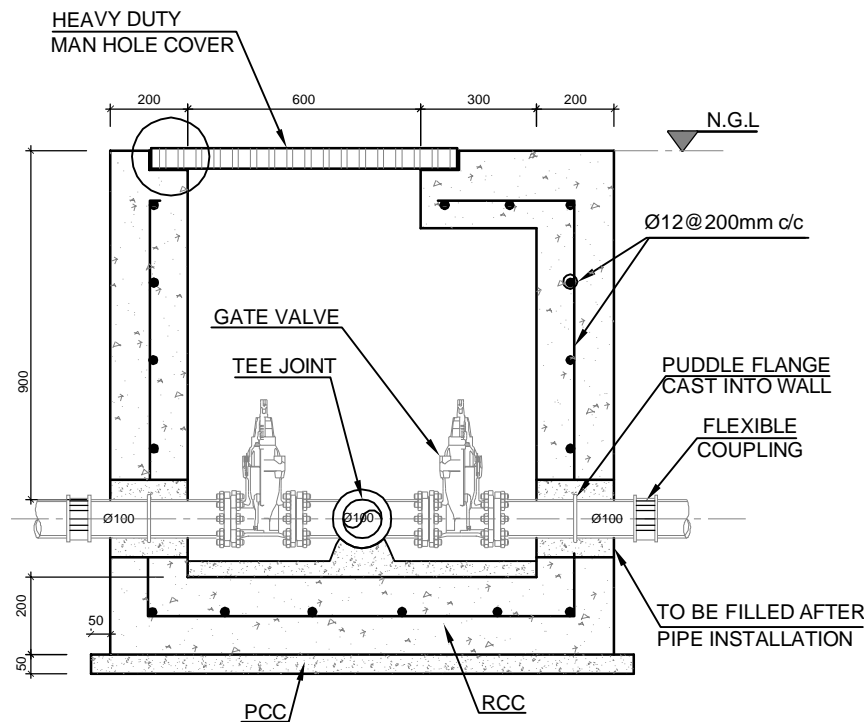 HEAVY DUTY
MAN HOLE COVER
200
600
300
200
N.G.L
Ø12@200mm c/c
GATE VALVE
TEE JOINT
PUDDLE FLANGE
CAST INTO WALL
900
FLEXIBLE
COUPLING
Ø100
Ø100
Ø100
200
50
50
TO BE FILLED AFTER
PIPE INSTALLATION
PCC
RCC